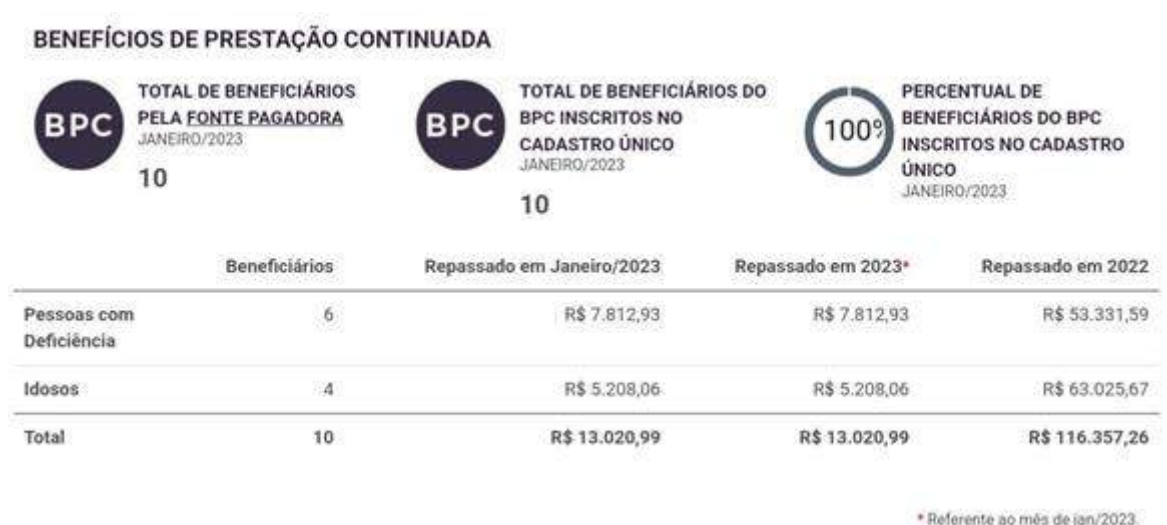 BENEFÍCIOS DE PRESTAÇÃO CONTINUADA
BPC
TOTAL DE BENEFICIÁRIOS
PELA FONTE PAGADORA
JANEIRO/2023
10
BPC
TOTAL DE BENEFICIÁRIOS DO
BPC INSCRITOS NO
CADASTRO ÚNICO
JANEIRO/2023
10
100%
PERCENTUAL DE
BENEFICIÁRIOS DO BPC
INSCRITOS NO CADASTRO
ÚNICO
JANEIRO/2023
Beneficiários Repassado em Janeiro/2023 Repassado em 2023* Repassado em 2022
Pessoas com
Deficiência 6 R$ 7.812,93 R$ 7.812,93 R$ 53.331,59
Idosos 4 R$ 5.208,06 R$ 5.208,06 R$ 63.025,67
Total 10 R$ 13.020,99 R$ 13.020,99 R$ 116.357,26
* Referente ao mês de jan/2023.